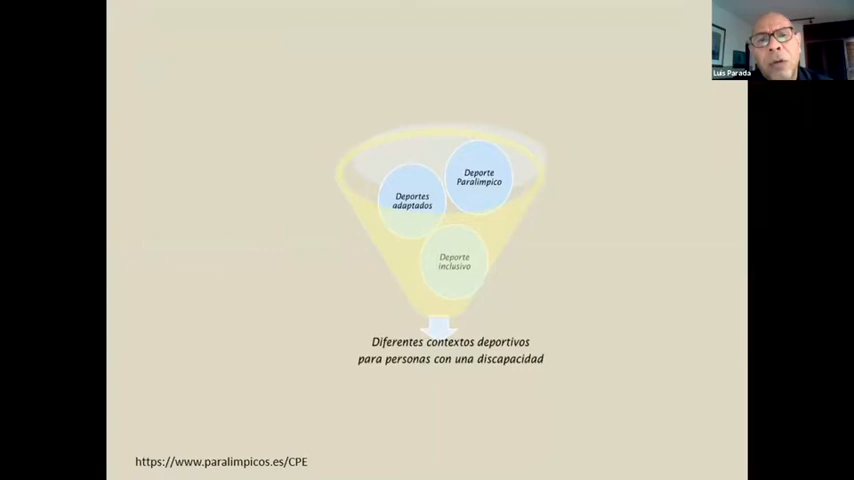 Luis Parada
Deporte
Paralímpico
Deportes
adaptados
Deporte
inclusivo
Diferentes contextos deportivos
para personas con una discapacidad
https://www.paralimpicos.es/CPE